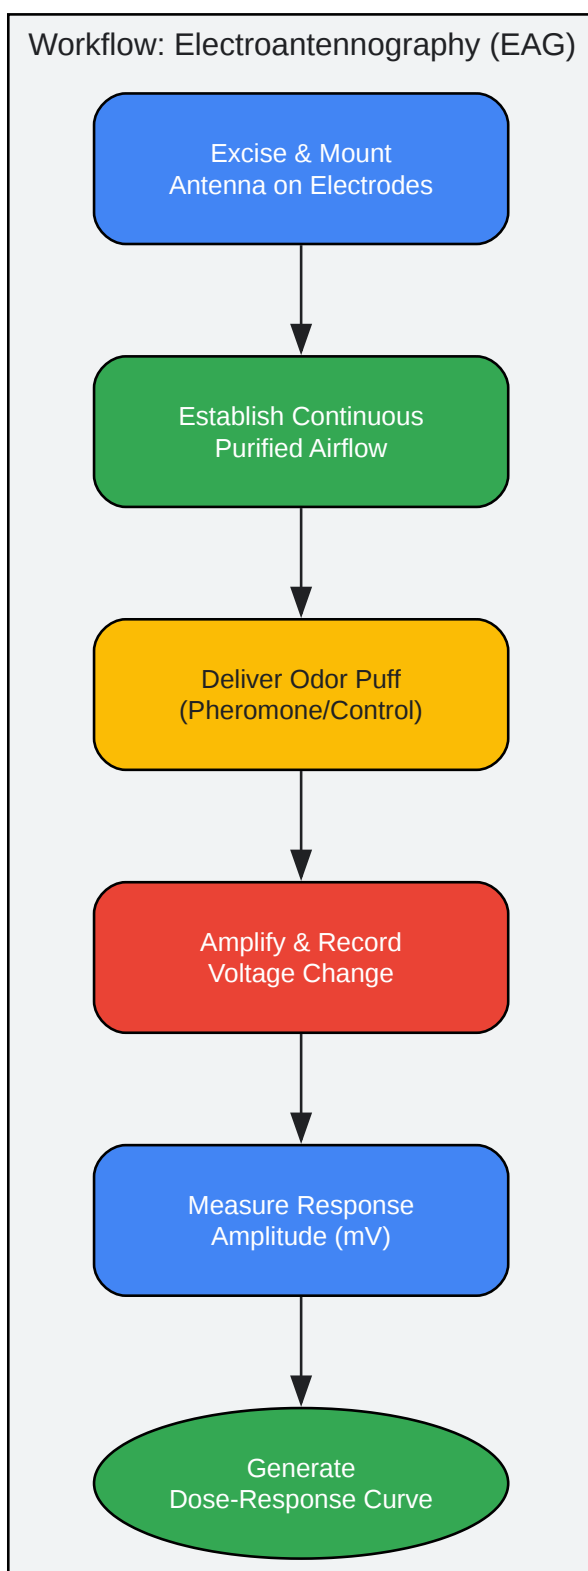 Workflow: Electroantennography (EAG)
Excise & Mount
Antenna on Electrodes
Establish Continuous
Purified Airflow
Deliver Odor Puff
(Pheromone/Control)
Amplify & Record
Voltage Change
Measure Response
Amplitude (mV)
Generate
Dose-Response Curve